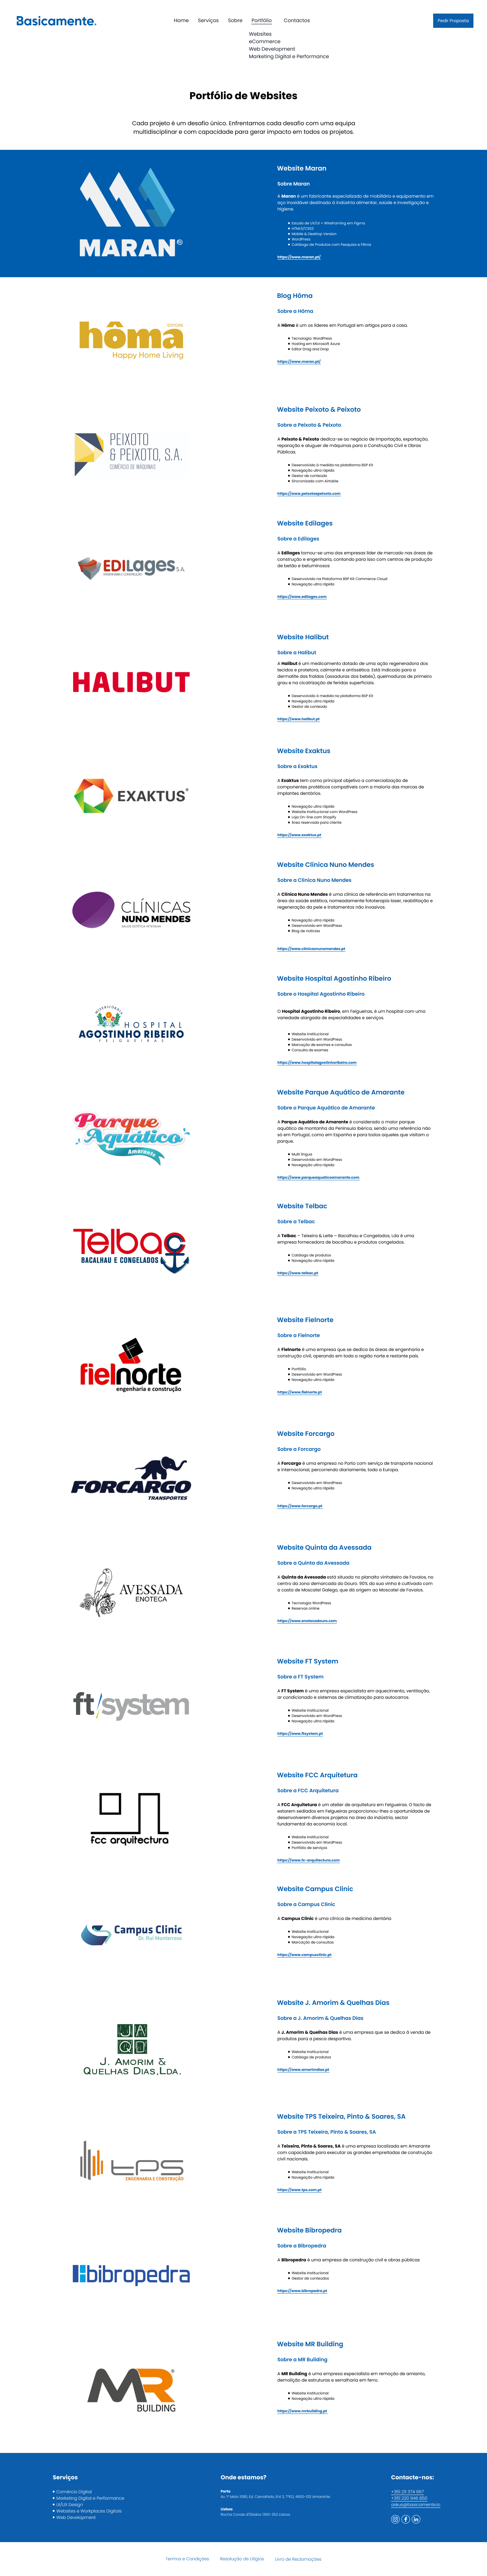 Basicamente.
Home Serviços Sobre Portfólio Contactos
Pedir Proposta
Websites
eCommerce
Web Development
Marketing Digital e Performance
Portfólio de Websites
Cada projeto é um desafio único. Enfrentamos cada desafio com uma equipa
multidisciplinar e com capacidade para gerar impacto em todos os projetos.
MARAN
Website Maran
Sobre Maran
A Maran é um fabricante especializado de mobiliário e equipamento em
aço inoxidável destinado à indústria alimentar, saúde e investigação e
higiene.
Estudo de UX/UI + Wireframing em Figma
HTML5/CSS3
Mobile & Desktop Version
WordPress
Catálogo de Produtos com Pesquisa e Filtros
https://www.maran.pt/
hôma
Happy Home Living
Blog Hôma
Sobre a Hôma
A Hôma é um os líderes em Portugal em artigos para a casa.
Tecnologia: WordPress
Hosting em Microsoft Azure
Editor Drag and Drop
https://www.maran.pt/
PEIXOTO
& PEIXOTO, S.A.
COMÉRCIO DE MÁQUINAS
Website Peixoto & Peixoto
Sobre a Peixoto & Peixoto
A Peixoto & Peixoto dedica-se ao negócio de Importação, exportação,
reparação e aluguer de máquinas para a Construção Civil e Obras
Públicas.
Desenvolvido à medida na plataforma BSP Kit
Navegação ultra rápida
Gestor de conteúdo
Sincronizado com Airtable
https://www.peixotoepeixoto.com
EDILages S.A.
Website Edilages
Sobre a Edilages
A Edilages tornou-se uma das empresas líder de mercado nas áreas de
construção e engenharia, contando para isso com centros de produção
de betão e betuminosos
Desenvolvido na Plataforma BSP Kit Commerce Cloud
Navegação ultra rápida
https://www.edilages.com
HALIBUT
Website Halibut
Sobre a Halibut
A Halibut é um medicamento dotado de uma ação regeneradora dos
tecidos e protetora, calmante e antisséptica. Está indicado para a
dermatite das fraldas (assaduras dos bebés), queimaduras de primeiro
grau e na cicatrização de feridas superficiais.
Desenvolvido à medida na plataforma BSP Kit
Navegação ultra rápida
Gestor de conteúdo
https://www.halibut.pt
EXAKTUS
Website Exaktus
Sobre a Exaktus
A Exaktus tem como principal objetivo a comercialização de
componentes protéticos compatíveis com a maioria das marcas de
implantes dentários.
Navegação ultra rápida
Website Institucional com WordPress
Loja On-line com Shopify
Área reservada para cliente
https://www.exaktus.pt
CLÍNICAS
NUNO MENDES
SAÚDE ESTÉTICA INTEGRADA
Website Clínica Nuno Mendes
Sobre a Clínica Nuno Mendes
A Clínica Nuno Mendes é uma clínica de referência em tratamentos na
área da saúde estética, nomeadamente fototerapia laser, reabilitação e
regeneração da pele e tratamentos não invasivos.
Navegação ultra rápida
Desenvolvido em WordPress
Blog de notícias
https://www.clinicasnunomendes.pt
MISERICÓRDIA
HOSPITAL
AGOSTINHO RIBEIRO
FELGUEIRAS
Website Hospital Agostinho Ribeiro
Sobre o Hospital Agostinho Ribeiro
O Hospital Agostinho Ribeiro, em Felgueiras, é um hospital com uma
variedade alargada de especialidades e serviços.
Website Institucional
Desenvolvido em WordPress
Marcação de exames e consultas
Consulta de exames
https://www.hospitalagostinhoribeiro.com
Parque
Aquático
Amarante
Website Parque Aquático de Amarante
Sobre o Parque Aquático de Amarante
A Parque Aquático de Amarante é considerado o maior parque
aquático de montanha da Península Ibérica, sendo uma referência não
só em Portugal, como em Espanha e para todos aqueles que visitam o
parque.
Multi língua
Desenvolvido em WordPress
Navegação ultra rápida
https://www.parqueaquaticoamarante.com
Telbac
BACALHAU E CONGELADOS
Website Telbac
Sobre a Telbac
A Telbac – Teixeira & Leite – Bacalhau e Congelados, Lda é uma
empresa fornecedora de bacalhau e produtos congelados.
Catálogo de produtos
Navegação ultra rápida
https://www.telbac.pt
fielnorte
engenharia e construção
Website Fielnorte
Sobre a Fielnorte
A Fielnorte é uma empresa que se dedica às áreas de engenharia e
construção civil, operando em toda a região norte e restante país.
Portfólio
Desenvolvido em WordPress
Navegação ultra rápida
https://www.fielnorte.pt
FORCARGO
TRANSPORTES
Website Forcargo
Sobre a Forcargo
A Forcargo é uma empresa no Porto com serviço de transporte nacional
e internacional, percorrendo diariamente, toda a Europa.
Desenvolvido em WordPress
Navegação ultra rápida
https://www.forcargo.pt
AVESSADA
ENOTECA
Website Quinta da Avessada
Sobre a Quinta da Avessada
A Quinta da Avessada está situada no planalto vinhateiro de Favaios, no
centro da zona demarcada do Douro. 90% da sua vinha é cultivada com
a casta de Moscatel Galego, que dá origem ao Moscatel de Favaios.
Tecnologia WordPress
Reservas online
https://www.enotecadouro.com
ft/system
Website FT System
Sobre a FT System
A FT System é uma empresa especialista em aquecimento, ventilação,
ar condicionado e sistemas de climatização para autocarros.
Website Institucional
Desenvolvido em WordPress
Navegação ultra rápida
https://www.ftsystem.pt
fcc arquitectura
Website FCC Arquitetura
Sobre a FCC Arquitetura
A FCC Arquitetura é um atelier de arquitetura em Felgueiras. O facto de
estarem sediados em Felgueiras proporcionou-lhes a oportunidade de
desenvolverem diversos projetos na área da indústria, sector
fundamental da economia local.
Website Institucional
Desenvolvido em WordPress
Portfólio de serviços
https://www.fc-arquitectura.com
Campus Clinic
Dr. Rui Monterroso
Website Campus Clinic
Sobre a Campus Clinic
A Campus Clinic é uma clínica de medicina dentária
Website Institucional
Navegação ultra rápida
Marcação de consultas
https://www.campusclinic.pt
JAQD
J. AMORIM &
QUELHAS DIAS,LDA.
Website J. Amorim & Quelhas Dias
Sobre a J. Amorim & Quelhas Dias
A J. Amorim & Quelhas Dias é uma empresa que se dedica à venda de
produtos para a pesca desportiva.
Website Institucional
Catálogo de produtos
https://www.amorimdias.pt
tps
ENGENHARIA E CONSTRUÇÃO
Website TPS Teixeira, Pinto & Soares, SA
Sobre a TPS Teixeira, Pinto & Soares, SA
A Teixeira, Pinto & Soares, SA é uma empresa localizada em Amarante
com capacidade para executar as grandes empreitadas de construção
civil nacionais.
Website Institucional
Navegação ultra rápida
https://www.tps.com.pt
bibropedra
Website Bibropedra
Sobre a Bibropedra
A Bibropedra é uma empresa de construção civil e obras públicas
Website Institucional
Gestor de conteúdos
https://www.bibropedra.pt
MR
BUILDING
Website MR Building
Sobre a MR Building
A MR Building é uma empresa especialista em remoção de amianto,
demolição de estruturas e serralharia em ferro.
Website Institucional
Navegação ultra rápida
https://www.mrbuilding.pt
Serviços
Comércio Digital
Marketing Digital e Performance
UI/UX Design
Websites e Workplaces Digitais
Web Development
Onde estamos?
Porto
Lisboa
Contacte-nos:
Termos e Condições
Resolução de Litígios
Livro de Reclamações